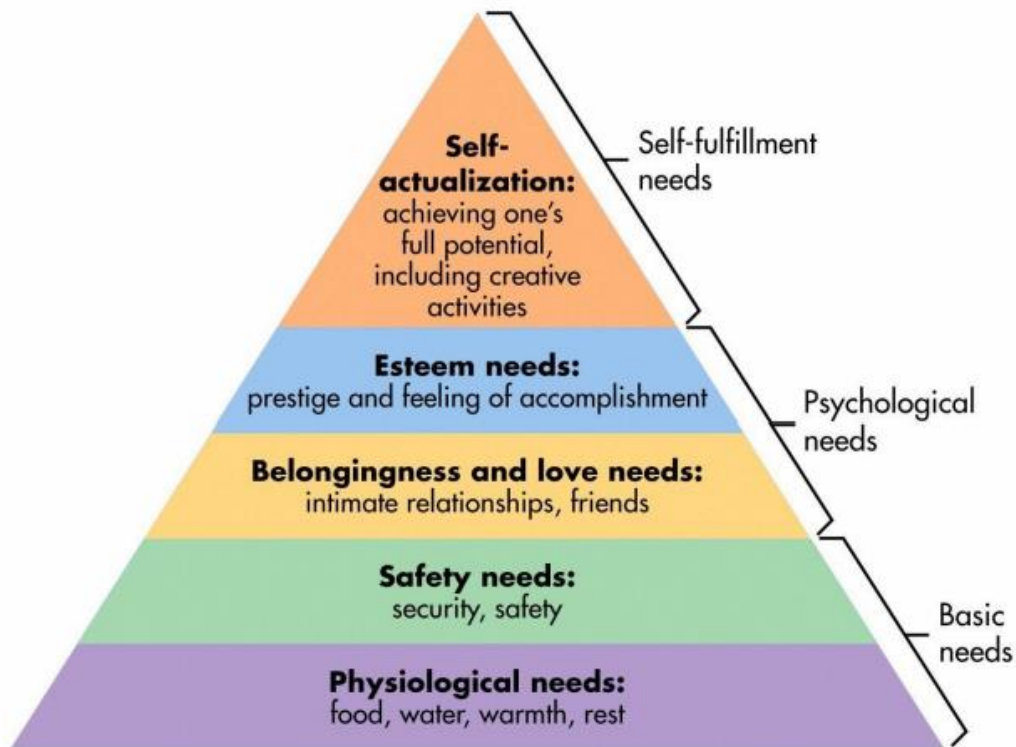 Self-
actualization:
achieving one's
full potential,
including creative
activities
Self-fulfillment
needs
Esteem needs:
prestige and feeling of accomplishment
Belongingness and love needs:
intimate relationships, friends
Psychological
needs
Safety needs:
security, safety
Physiological needs:
food, water, warmth, rest
Basic
needs